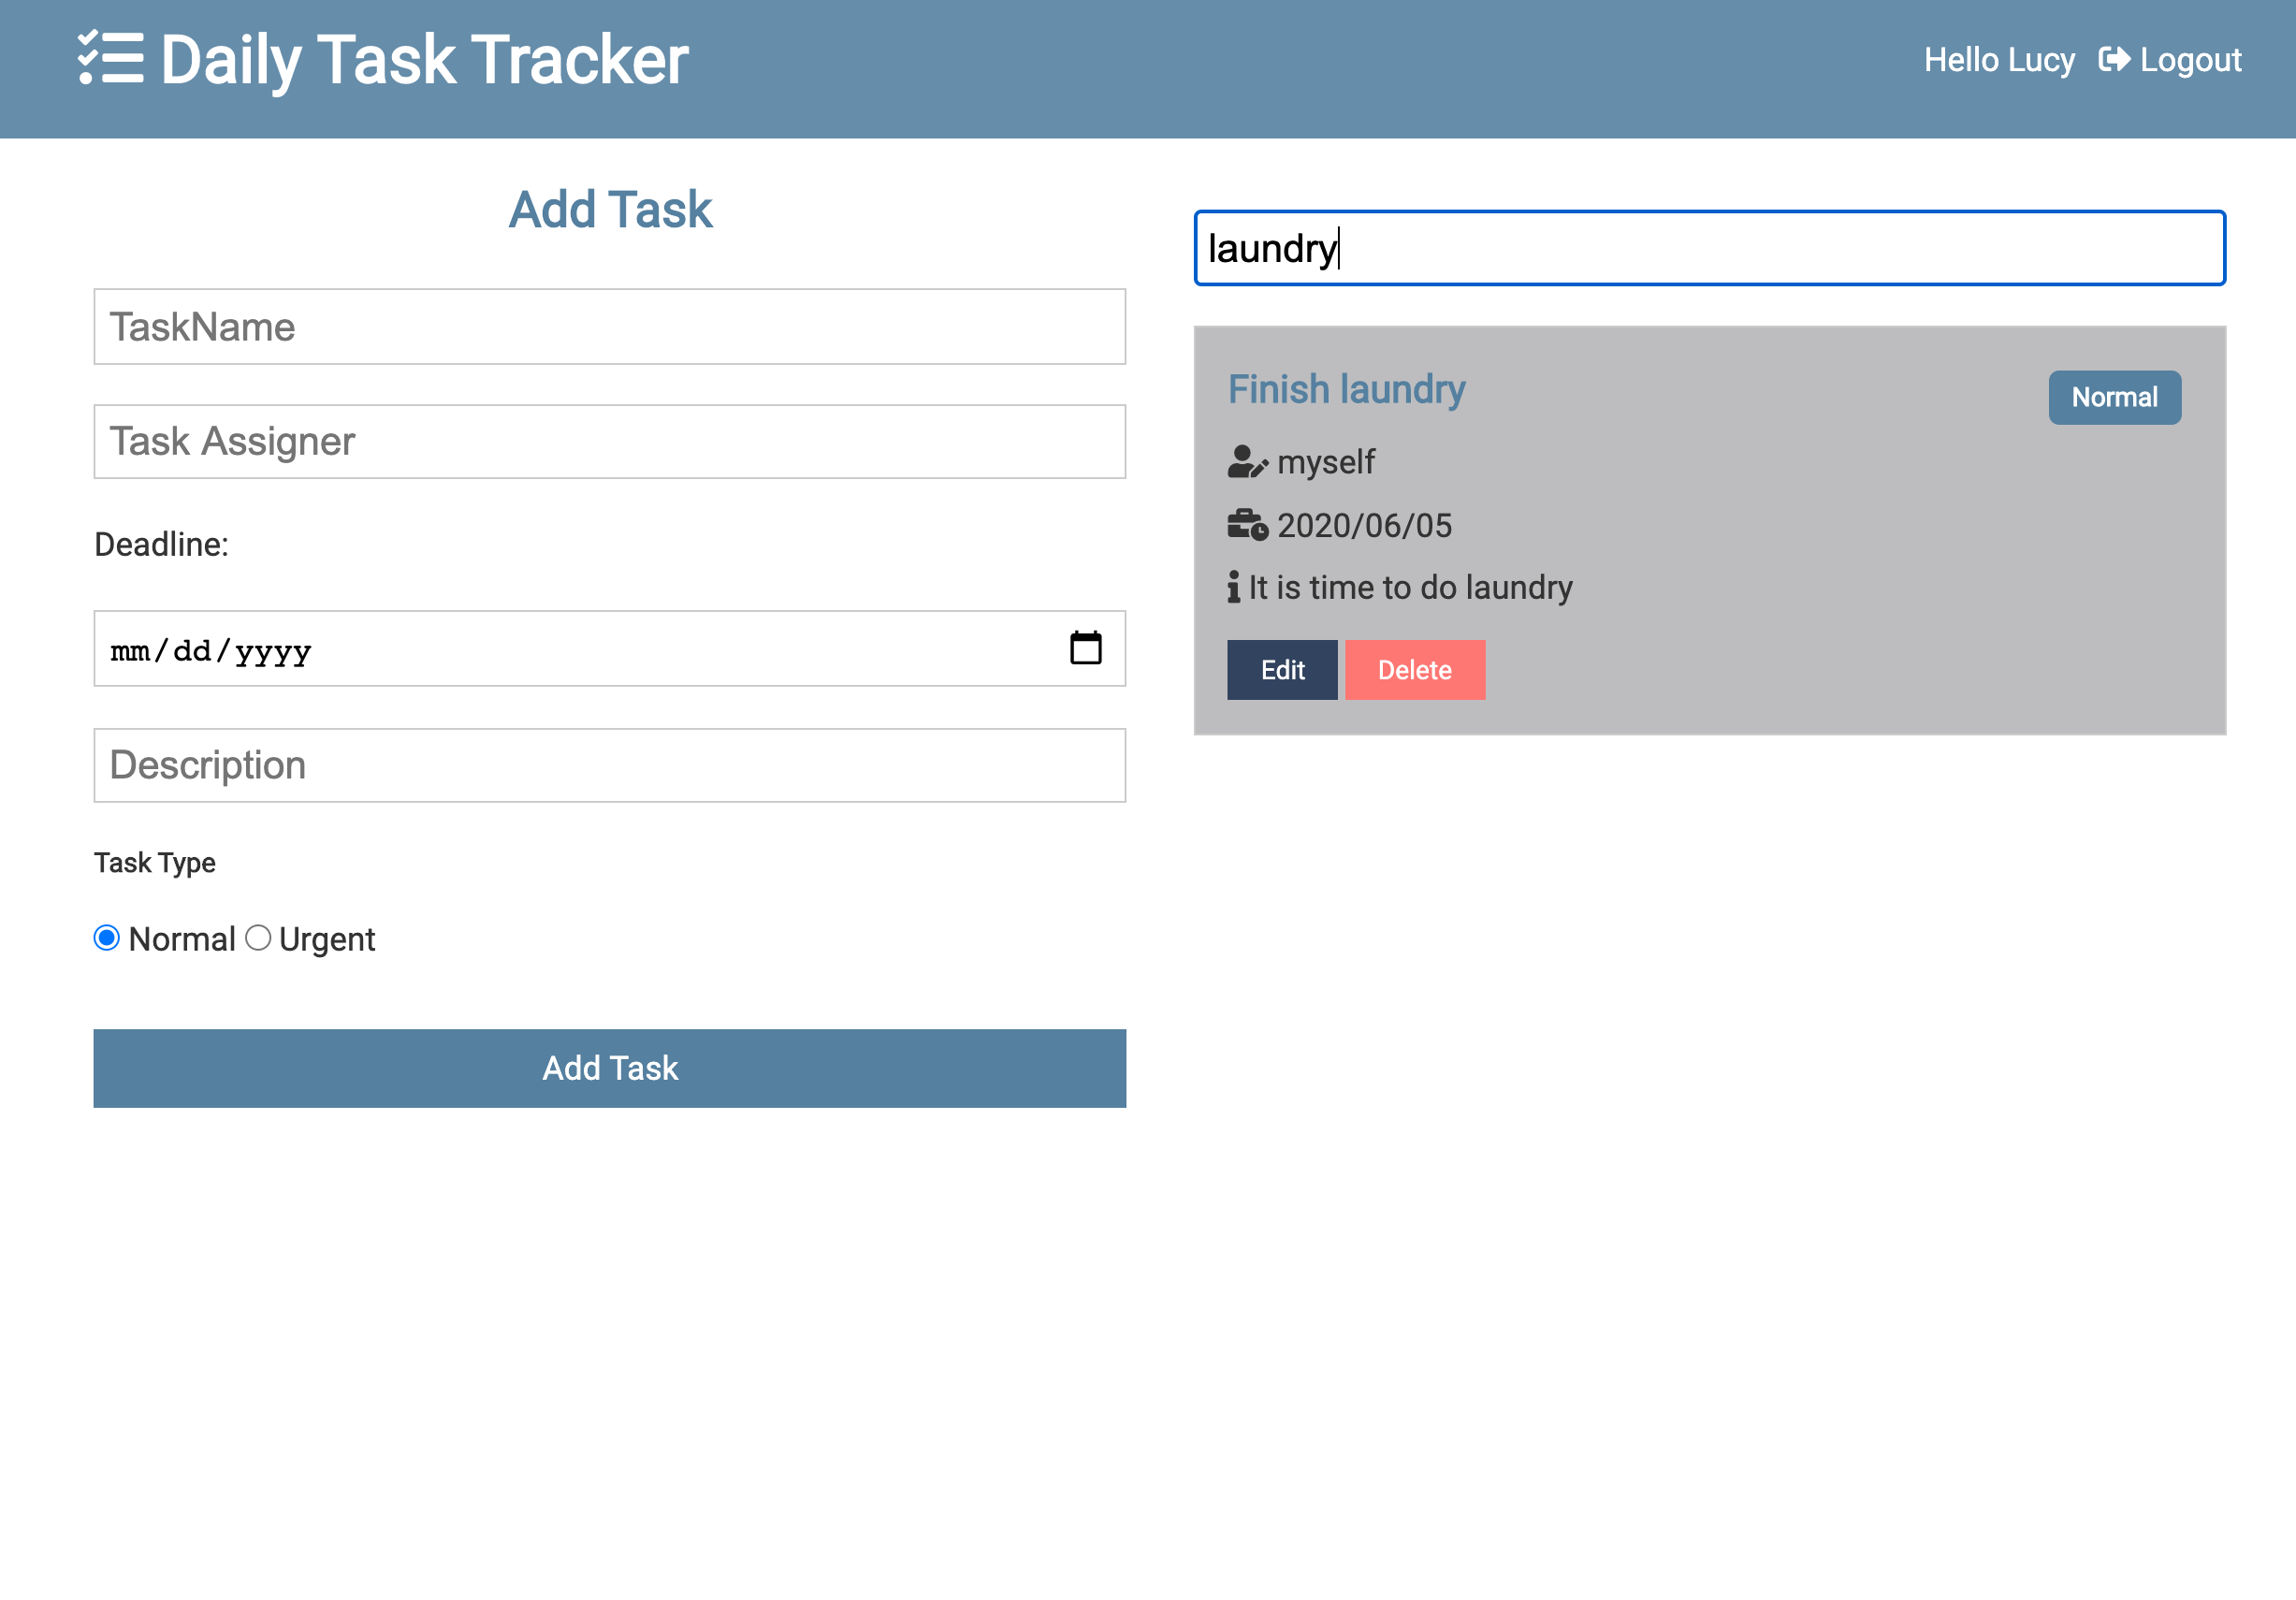 Daily Task Tracker
Hello Lucy Logout
Add Task
TaskName
Task Assigner
Deadline:
mm/dd/yyyy
Description
Task Type
Normal Urgent
Add Task
laundry
Finish laundry
Normal
myself
2020/06/05
It is time to do laundry
Edit Delete